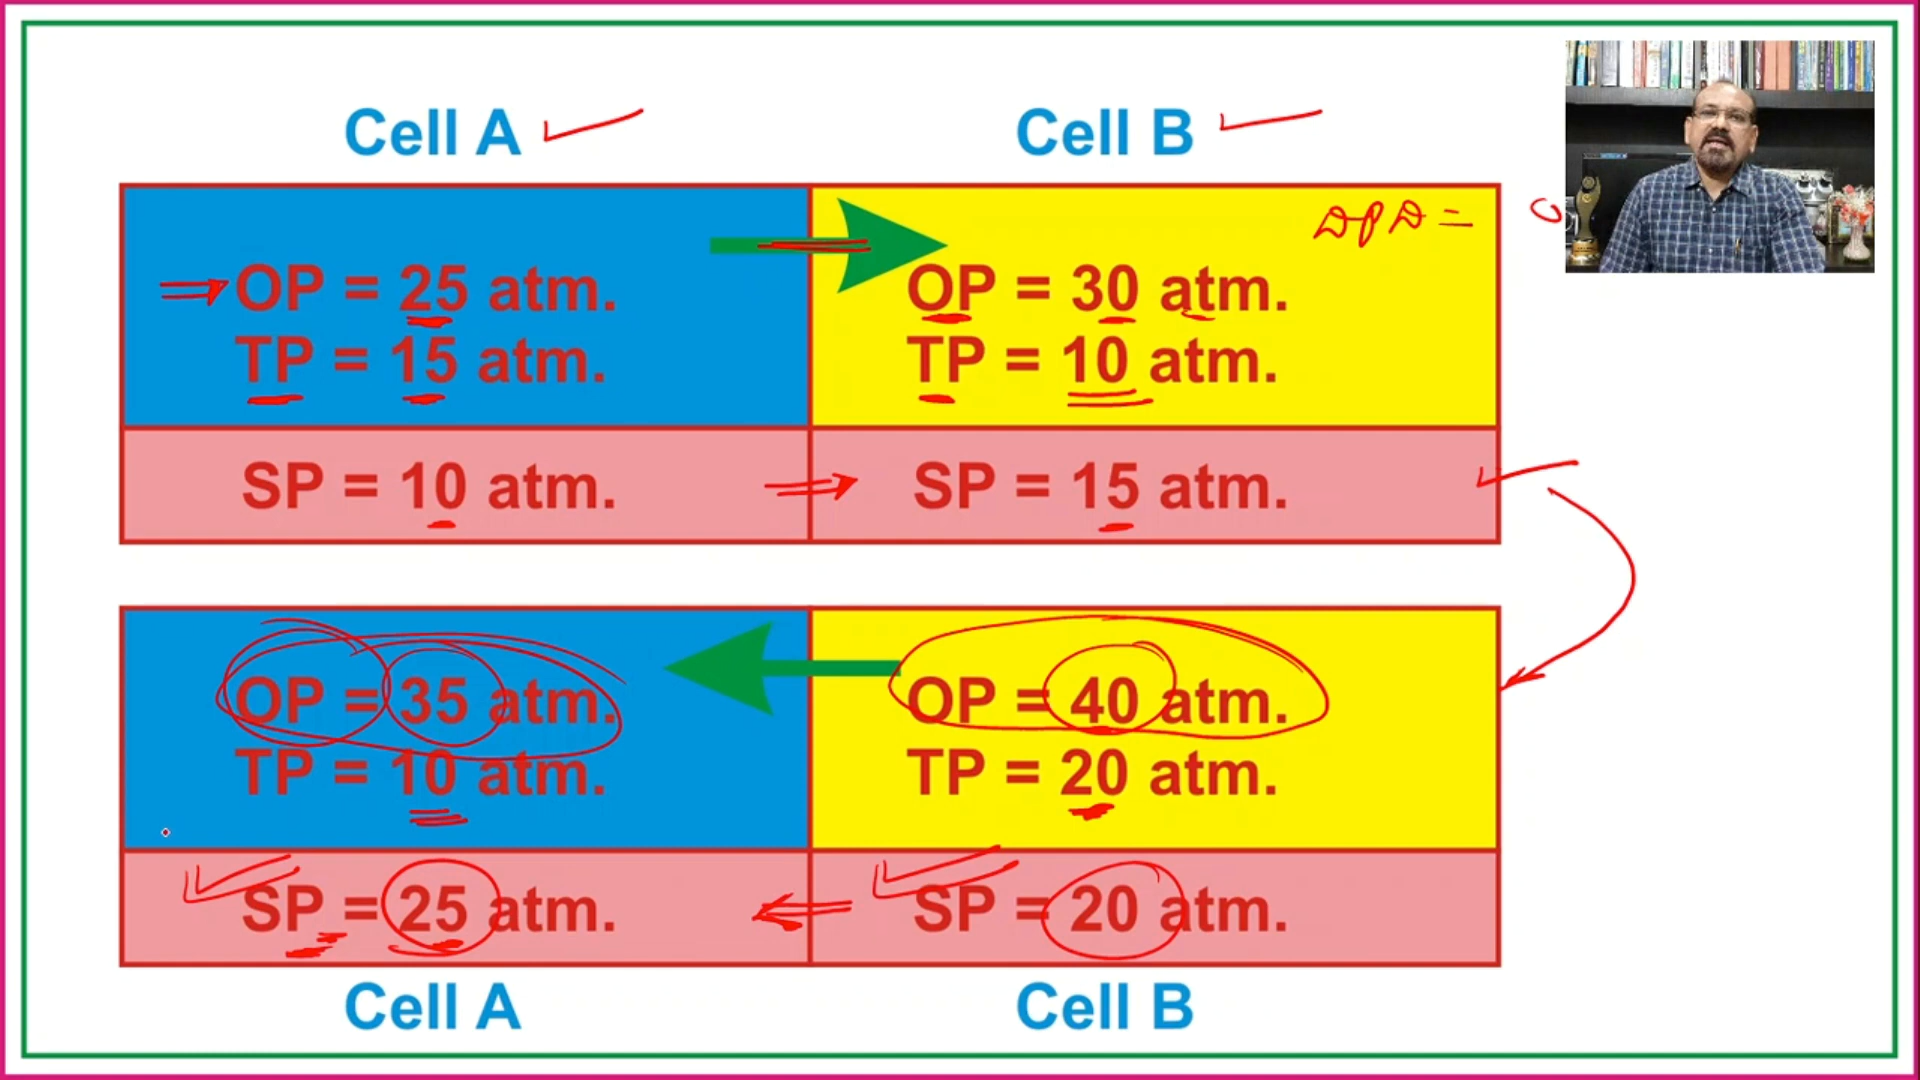 Cell A
Cell B
DPD =
OP = 25 atm.
TP = 15 atm.
OP = 30 atm.
TP = 10 atm.
SP = 10 atm.
SP = 15 atm.
OP = 35 atm.
TP = 10 atm.
OP = 40 atm.
TP = 20 atm.
SP = 25 atm.
SP = 20 atm.
Cell A
Cell B